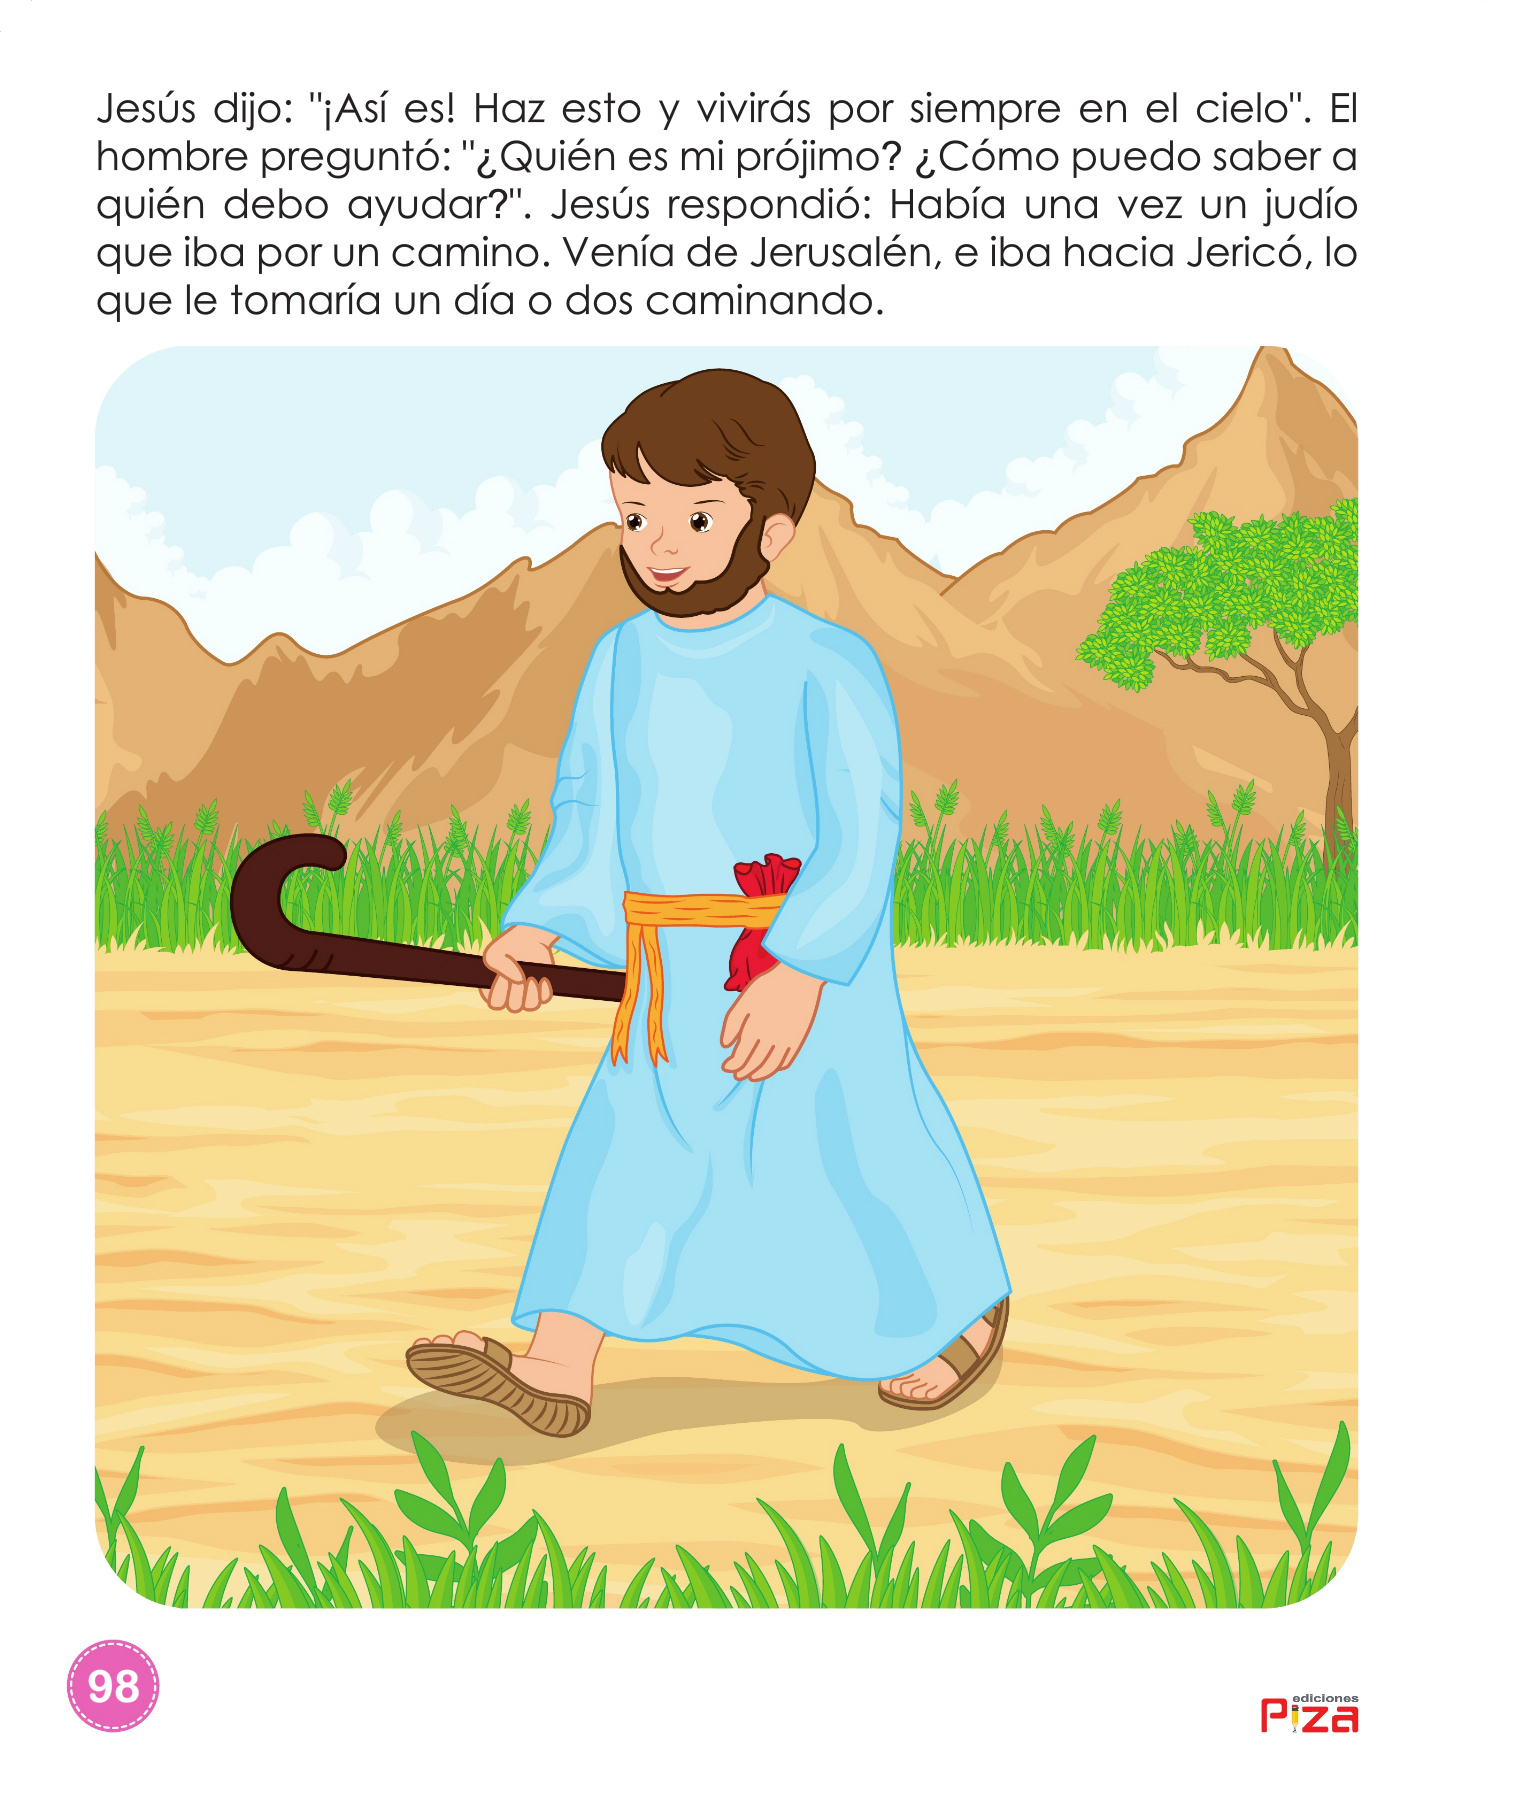 Jesús dijo: "¡Así es! Haz esto y vivirás por siempre en el cielo". El
hombre preguntó: "¿Quién es mi prójimo? ¿Cómo puedo saber a
quién debo ayudar?". Jesús respondió: Había una vez un judío
que iba por un camino. Venía de Jerusalén, e iba hacia Jericó, lo
que le tomaría un día o dos caminando.
98
ediciones
Piza